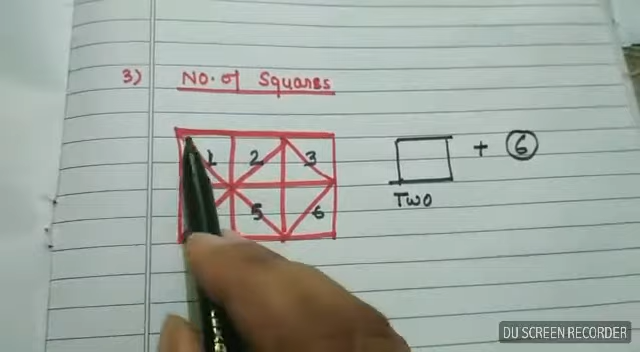 3) No. of Squares
1 2 3
5 6
+ 6
Two
DU SCREEN RECORDER